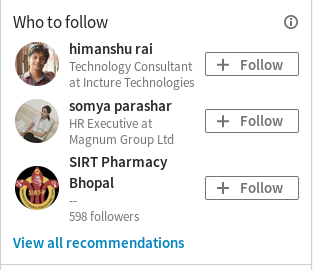 Who to follow
himanshu rai
Technology Consultant
at Incture Technologies
+ Follow
somya parashar
HR Executive at
Magnum Group Ltd
+ Follow
SIRT Pharmacy
Bhopal
--
598 followers
+ Follow
View all recommendations